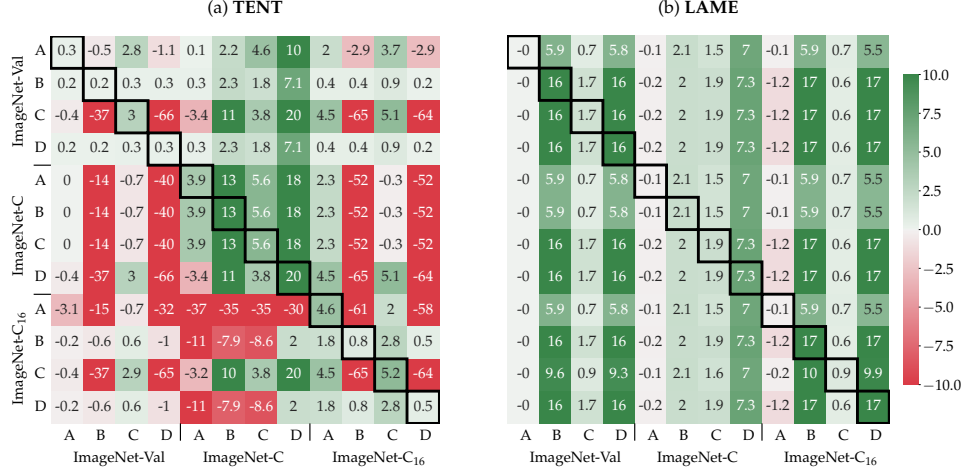 (a) TENT
(b) LAME
ImageNet-Val
ImageNet-C
ImageNet-C16
A 0.3 -0.5 2.8 -1.1 0.1 2.2 4.6 10 2 -2.9 3.7 -2.9
B 0.2 0.2 0.3 0.3 0.3 2.3 1.8 7.1 0.4 0.4 0.9 0.2
C -0.4 -37 3 -66 -3.4 11 3.8 20 4.5 -65 5.1 -64
D 0.2 0.2 0.3 0.3 0.3 2.3 1.8 7.1 0.4 0.4 0.9 0.2
A 0 -14 -0.7 -40 3.9 13 5.6 18 2.3 -52 -0.3 -52
B 0 -14 -0.7 -40 3.9 13 5.6 18 2.3 -52 -0.3 -52
C 0 -14 -0.7 -40 3.9 13 5.6 18 2.3 -52 -0.3 -52
D -0.4 -37 3 -66 -3.4 11 3.8 20 4.5 -65 5.1 -64
A -3.1 -15 -0.7 -32 -37 -35 -35 -30 4.6 -61 2 -58
B -0.2 -0.6 0.6 -1 -11 -7.9 -8.6 2 1.8 0.8 2.8 0.5
C -0.4 -37 2.9 -65 -3.2 10 3.8 20 4.5 -65 5.2 -64
D -0.2 -0.6 0.6 -1 -11 -7.9 -8.6 2 1.8 0.8 2.8 0.5
A B C D A B C D A B C D
ImageNet-Val ImageNet-C ImageNet-C16
-0 5.9 0.7 5.8 -0.1 2.1 1.5 7 -0.1 5.9 0.7 5.5
-0 16 1.7 16 -0.2 2 1.9 7.3 -1.2 17 0.6 17
-0 16 1.7 16 -0.2 2 1.9 7.3 -1.2 17 0.6 17
-0 16 1.7 16 -0.2 2 1.9 7.3 -1.2 17 0.6 17
-0 5.9 0.7 5.8 -0.1 2.1 1.5 7 -0.1 5.9 0.7 5.5
-0 5.9 0.7 5.8 -0.1 2.1 1.5 7 -0.1 5.9 0.7 5.5
-0 16 1.7 16 -0.2 2 1.9 7.3 -1.2 17 0.6 17
-0 16 1.7 16 -0.2 2 1.9 7.3 -1.2 17 0.6 17
-0 5.9 0.7 5.8 -0.1 2.1 1.5 7 -0.1 5.9 0.7 5.5
-0 16 1.7 16 -0.2 2 1.9 7.3 -1.2 17 0.6 17
-0 9.6 0.9 9.3 -0.2 2 1.9 7 -0.2 10 0.9 9.9
-0 16 1.7 16 -0.2 2 1.9 7.3 -1.2 17 0.6 17
A B C D A B C D A B C D
ImageNet-Val ImageNet-C ImageNet-C16
10.0
7.5
5.0
2.5
0.0
−2.5
−5.0
−7.5
−10.0